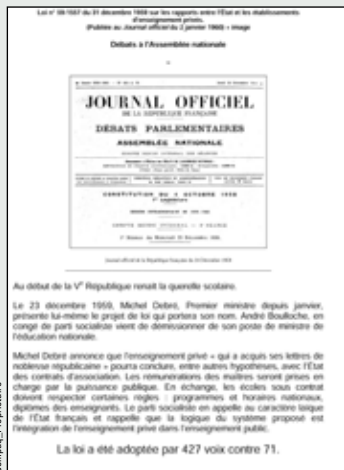 Loi n° 59-1557 du 31 décembre 1959 sur les rapports entre l'État et les établissements
d'enseignement privés.
(Publiée au Journal officiel du 2 janvier 1960) - image
Débats à l'Assemblée nationale
JOURNAL OFFICIEL
DE LA RÉPUBLIQUE FRANÇAISE
DÉBATS PARLEMENTAIRES
ASSEMBLÉE NATIONALE
CONSTITUTION DU 4 OCTOBRE 1958
Journal officiel de la République française du
Au début de la Ve République renaît la querelle scolaire.
Le 23 décembre 1959, Michel Debré, Premier ministre depuis janvier,
présente lui-même le projet de loi qui portera son nom. André Boulloche, en
congé de parti socialiste vient de démissionner de son poste de ministre de
l'éducation nationale.
Michel Debré annonce que l'enseignement privé « qui a acquis ses lettres de
noblesse républicaine » pourra conclure, entre autres hypothèses, avec l'État
des contrats d'association. Les rémunérations des maîtres seront prises en
charge par la puissance publique. En échange, les écoles sous contrat
doivent respecter certaines règles : programmes et horaires nationaux,
diplômes des enseignants. Le parti socialiste en appelle au caractère laïque
de l'État français et rappelle que la logique du système proposé est
l'intégration de l'enseignement privé dans l'enseignement public.
La loi a été adoptée par 427 voix contre 71.